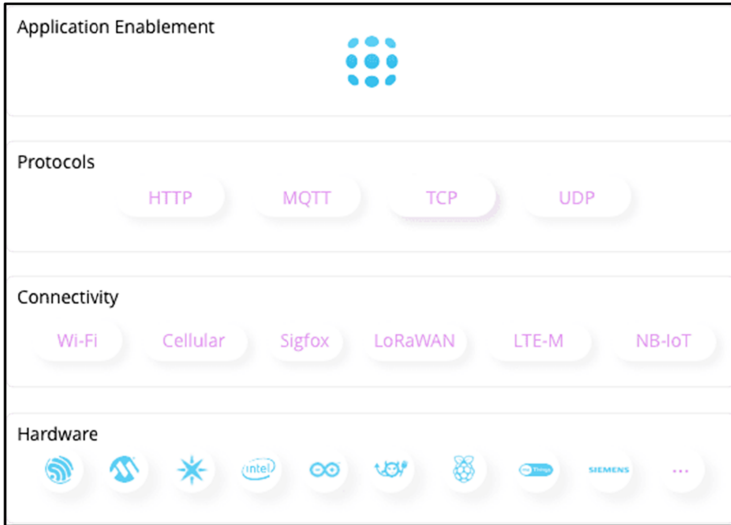 Application Enablement
Protocols
HTTP MQTT TCP UDP
Connectivity
Wi-Fi Cellular Sigfox LoRaWAN LTE-M NB-IoT
Hardware
intel SIEMENS ...